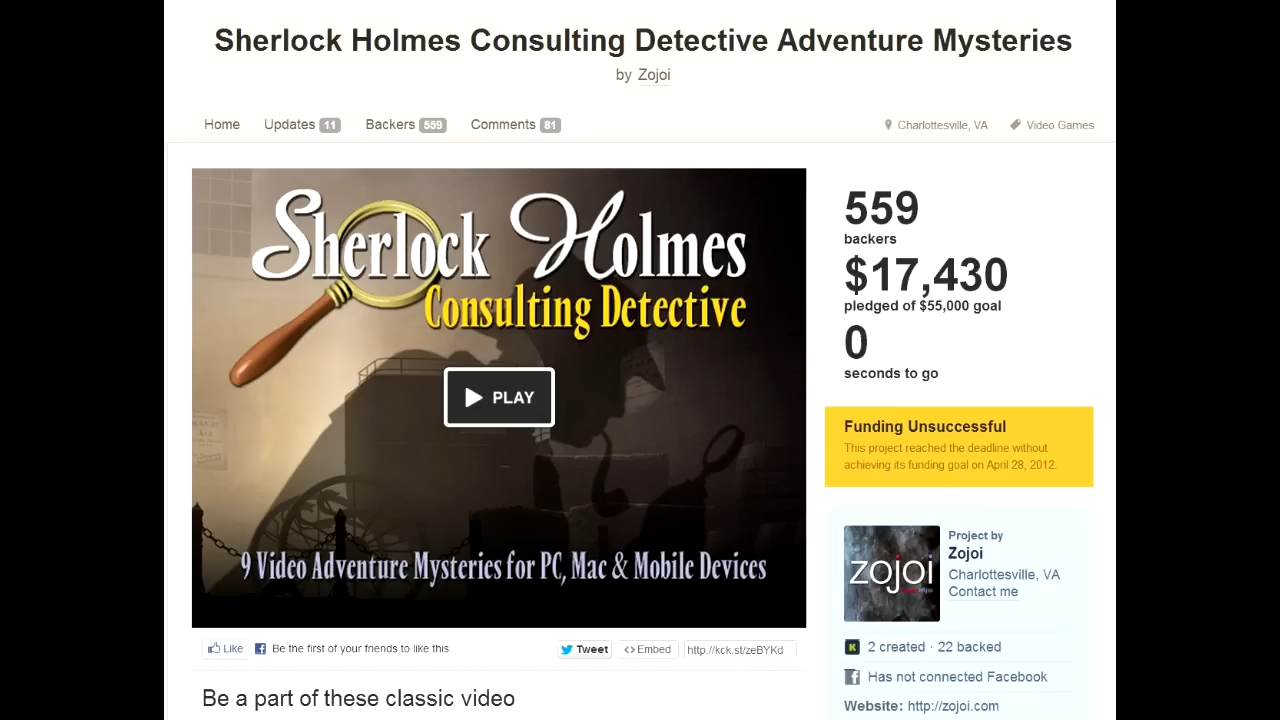 Sherlock Holmes Consulting Detective Adventure Mysteries
by Zojoi
Home Updates 11 Backers 559 Comments 81
Charlottesville, VA Video Games
Sherlock Holmes
Consulting Detective
PLAY
9 Video Adventure Mysteries for PC, Mac & Mobile Devices
559
backers
$17,430
pledged of $55,000 goal
0
seconds to go
Funding Unsuccessful
This project reached the deadline without
achieving its funding goal on April 28, 2012.
zojoi
Project by
Zojoi
Charlottesville, VA
Contact me
2 created · 22 backed
Has not connected Facebook
Website: http://zojoi.com
Like Be the first of your friends to like this
Tweet <> Embed http://kck.st/zeBYKd
Be a part of these classic video